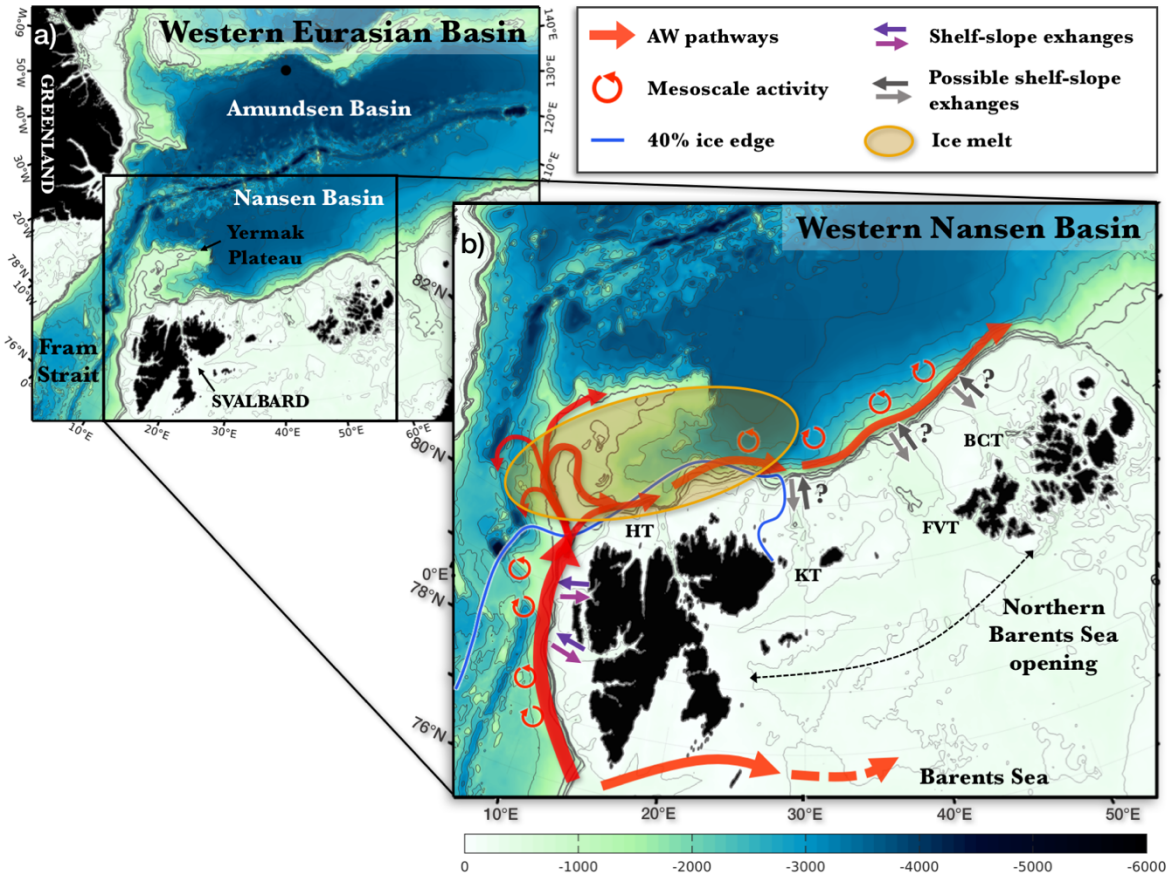 a)
Western Eurasian Basin
Amundsen Basin
GREENLAND
Nansen Basin
Yermak
Plateau
Fram
Strait
SVALBARD
60°W
50°W
40°W
30°W
20°W
78°N
10°W
76°N
0°
10°E
20°E
30°E
40°E
50°E
60°E
140°E
130°E
120°E
110°E
AW pathways
Mesoscale activity
40% ice edge
Shelf-slope exhanges
Possible shelf-slope
exhanges
Ice melt
b)
Western Nansen Basin
82°N
80°N
0°E
78°N
76°N
?
?
?
BCT
FVT
HT
KT
Northern
Barents Sea
opening
Barents Sea
10°E
20°E
30°E
40°E
50°E
0
-1000
-2000
-3000
-4000
-5000
-6000